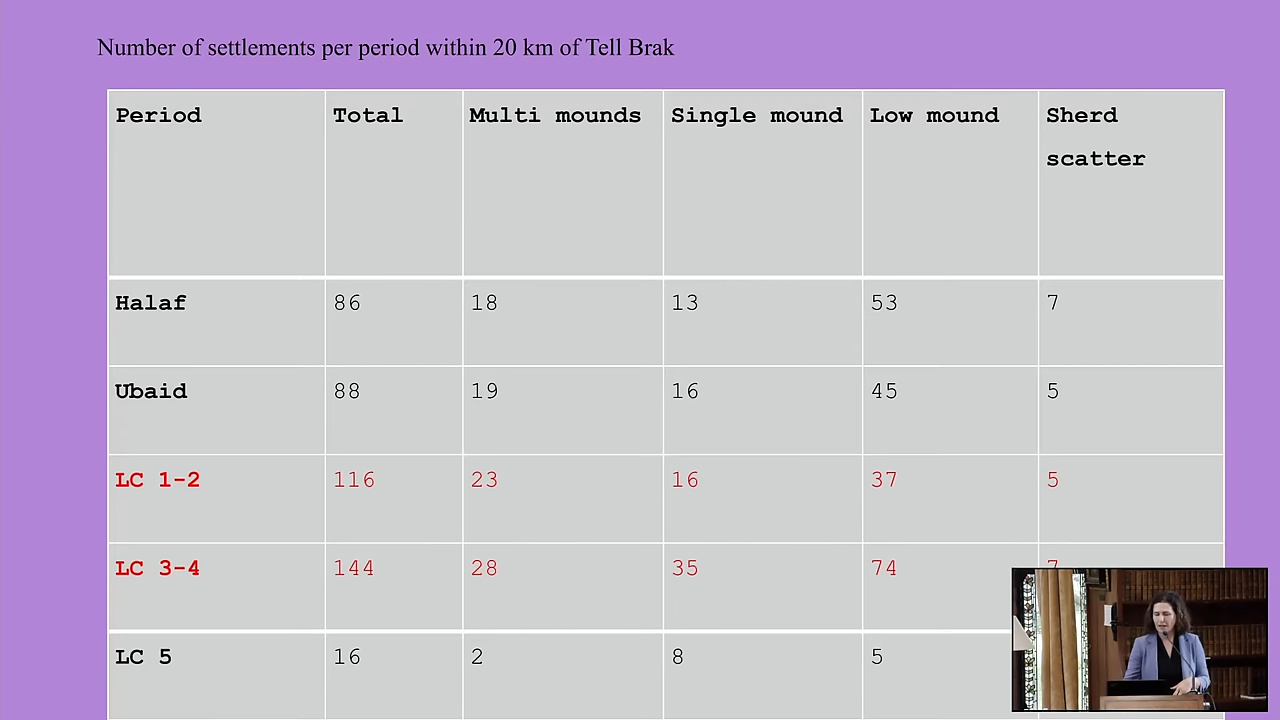 Number of settlements per period within 20 km of Tell Brak
Period Total Multi mounds Single mound Low mound Sherd scatter
Halaf 86 18 13 53 7
Ubaid 88 19 16 45 5
LC 1-2 116 23 16 37 5
LC 3-4 144 28 35 74 7
LC 5 16 2 8 5